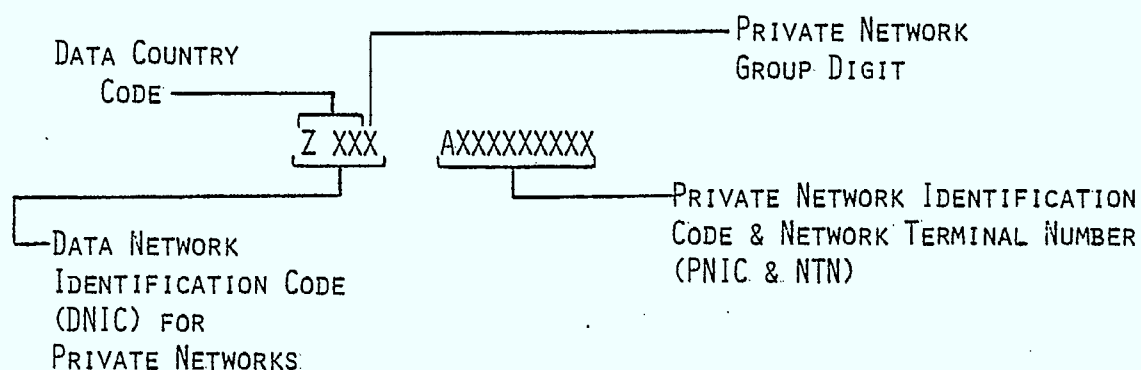 DATA COUNTRY
CODE
PRIVATE NETWORK
GROUP DIGIT
Z XXX AXXXXXXXXX
DATA NETWORK
IDENTIFICATION CODE
(DNIC) FOR
PRIVATE NETWORKS
PRIVATE NETWORK IDENTIFICATION
CODE & NETWORK TERMINAL NUMBER
(PNIC & NTN)